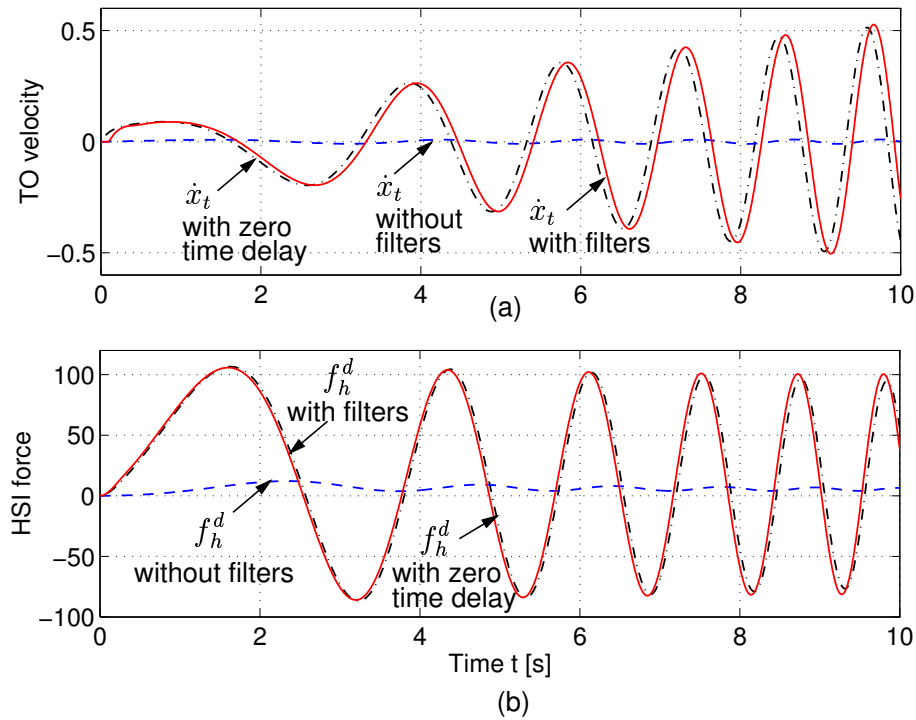 0.5
0
−0.5
TO velocity
ẋ_t
with zero
time delay
ẋ_t
without
filters
ẋ_t
with filters
0 2 4 6 8 10
(a)
100
50
0
−50
−100
HSI force
f_h^d
with filters
f_h^d
without filters
f_h^d
with zero
time delay
0 2 4 6 8 10
Time t [s]
(b)